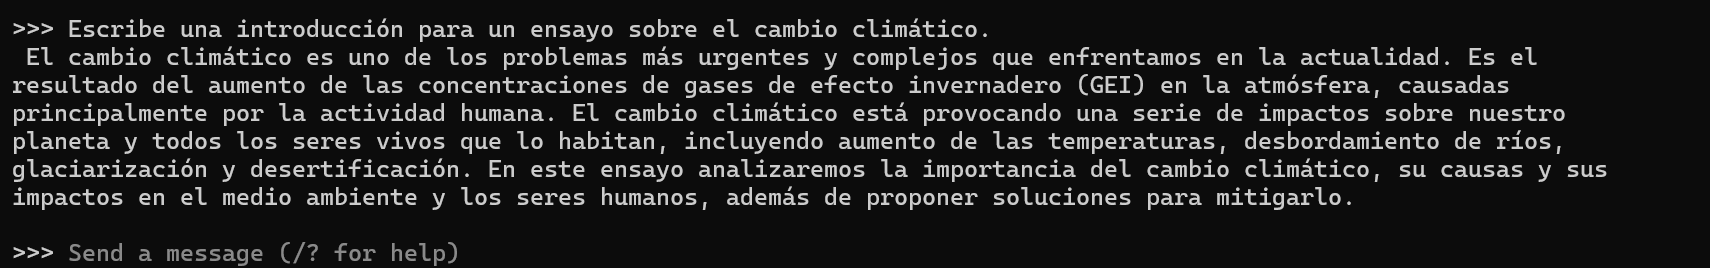 >>> Escribe una introducción para un ensayo sobre el cambio climático.
El cambio climático es uno de los problemas más urgentes y complejos que enfrentamos en la actualidad. Es el
resultado del aumento de las concentraciones de gases de efecto invernadero (GEI) en la atmósfera, causadas
principalmente por la actividad humana. El cambio climático está provocando una serie de impactos sobre nuestro
planeta y todos los seres vivos que lo habitan, incluyendo aumento de las temperaturas, desbordamiento de ríos,
glaciarización y desertificación. En este ensayo analizaremos la importancia del cambio climático, su causas y sus
impactos en el medio ambiente y los seres humanos, además de proponer soluciones para mitigarlo.
>>> Send a message (/? for help)